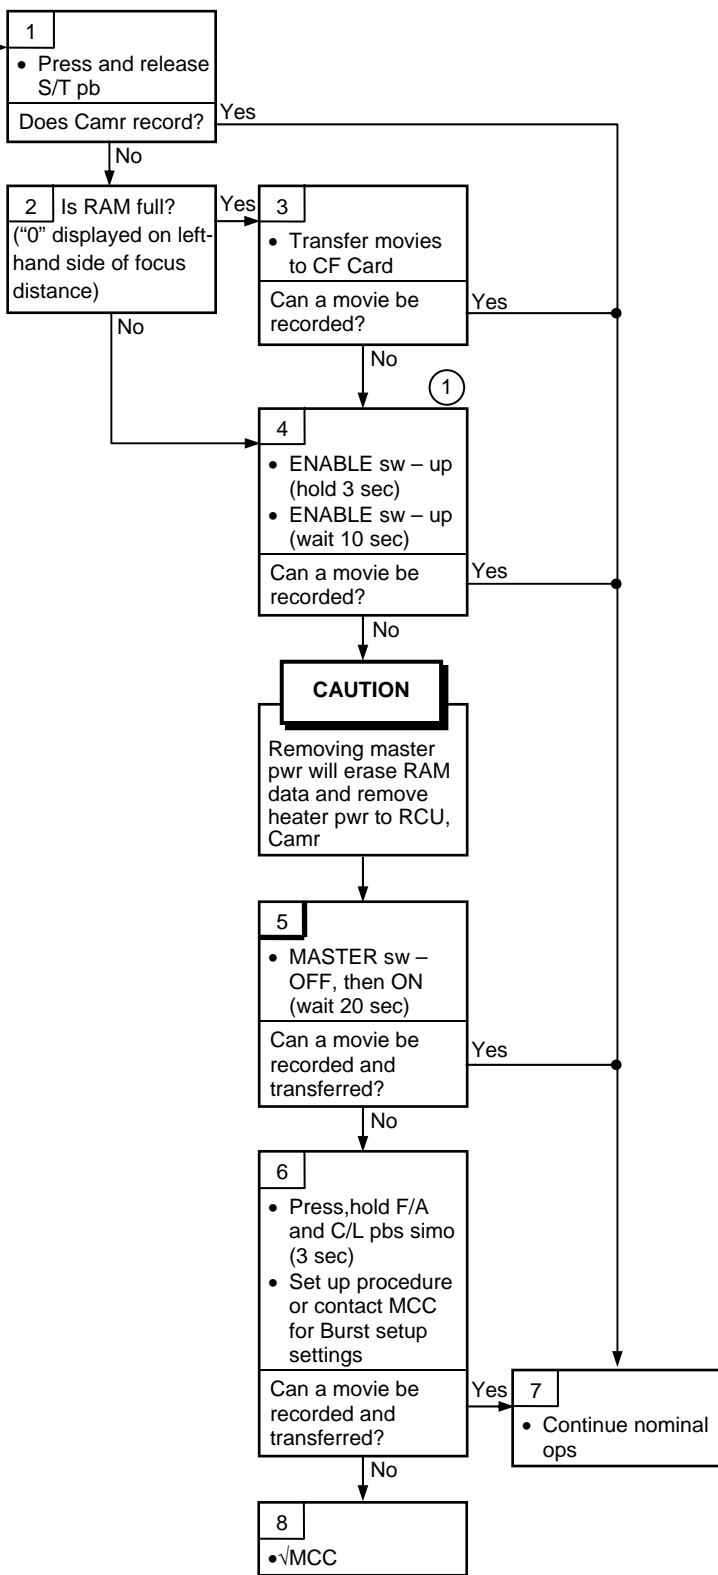 1
• Press and release
S/T pb
Does Camr record?
Yes
No
2 Is RAM full?
(“0” displayed on left-
hand side of focus
distance)
Yes
No
3
• Transfer movies
to CF Card
Can a movie be
recorded?
Yes
No
1
4
• ENABLE sw – up
(hold 3 sec)
• ENABLE sw – up
(wait 10 sec)
Can a movie be
recorded?
Yes
No
CAUTION
Removing master
pwr will erase RAM
data and remove
heater pwr to RCU,
Camr
5
• MASTER sw –
OFF, then ON
(wait 20 sec)
Can a movie be
recorded and
transferred?
Yes
No
6
• Press,hold F/A
and C/L pbs simo
(3 sec)
• Set up procedure
or contact MCC
for Burst setup
settings
Can a movie be
recorded and
transferred?
Yes
No
7
• Continue nominal
ops
8
•√MCC